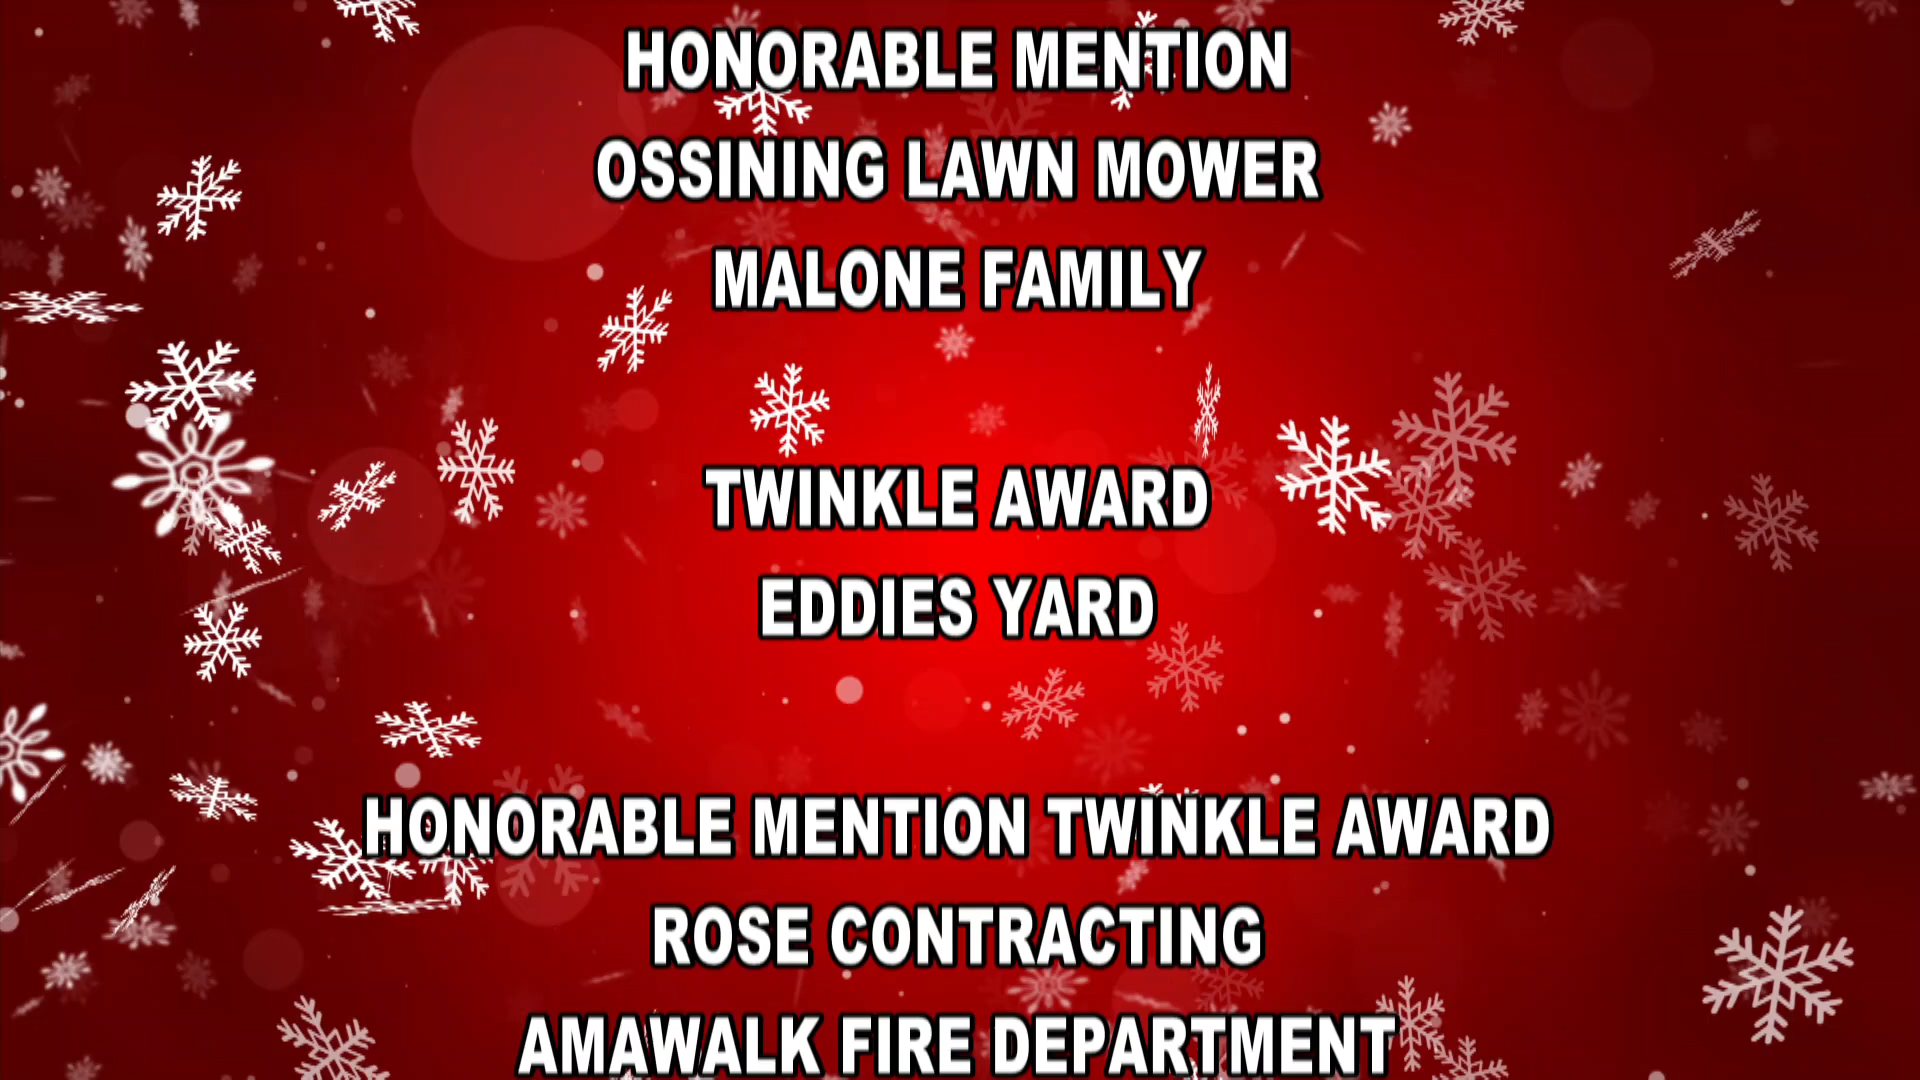 HONORABLE MENTION
OSSINING LAWN MOWER
MALONE FAMILY
TWINKLE AWARD
EDDIES YARD
HONORABLE MENTION TWINKLE AWARD
ROSE CONTRACTING
AMAWALK FIRE DEPARTMENT